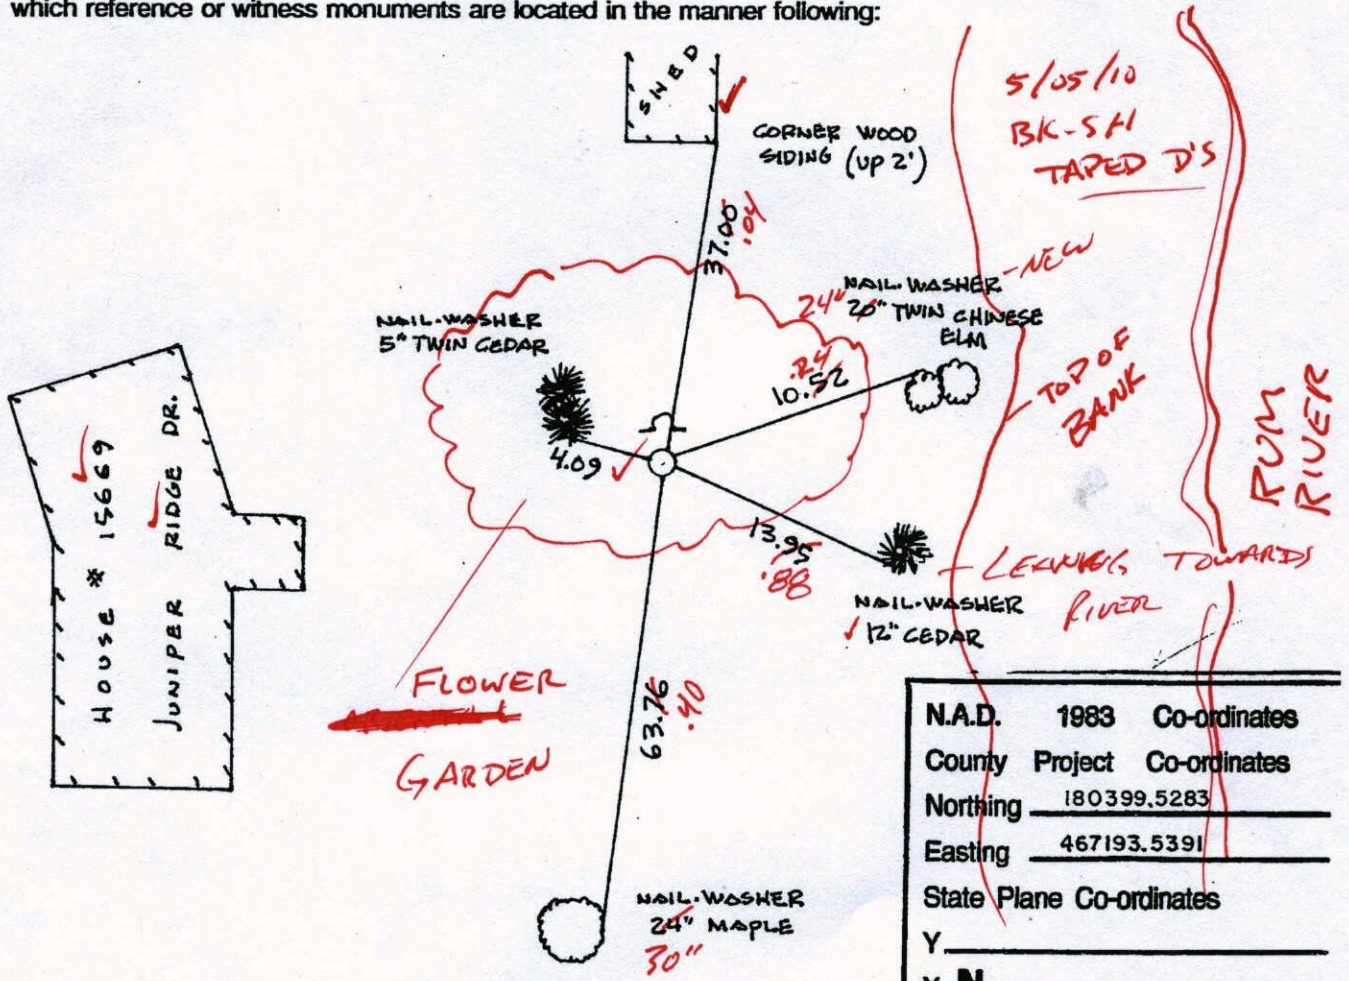 which reference or witness monuments are located in the manner following:
SHED
CORNER WOOD
SIDING (UP 2')
5/05/10
BK-SH
TAPED D'S
37.00
.04
NAIL-WASHER
5" TWIN CEDAR
NAIL-WASHER - NEW
24" 20" TWIN CHINESE
ELM
.24
10.52
TOP OF
BANK
RUM
RIVER
4.09
HOUSE # 15669
JUNIPER RIDGE DR.
13.95
.88
LEANING TOWARDS
RIVER
NAIL-WASHER
12" CEDAR
FLOWER
GARDEN
63.76
.40
NAIL-WASHER
24" MAPLE
30"
N.A.D. 1983 Co-ordinates
County Project Co-ordinates
Northing 180399.5283
Easting 467193.5391
State Plane Co-ordinates
Y